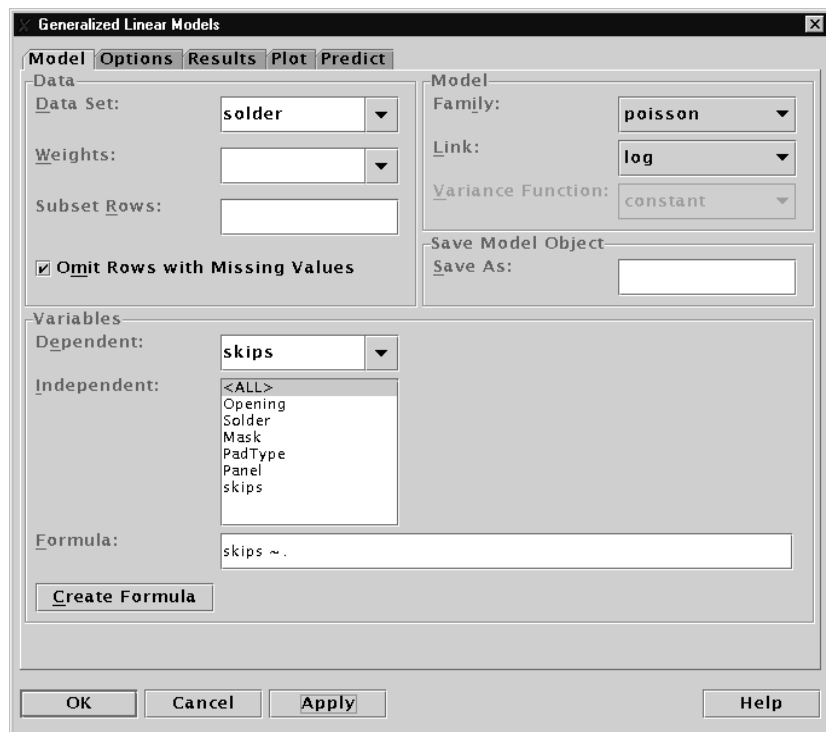 Generalized Linear Models
Model Options Results Plot Predict
Data
Data Set:
solder
Weights:
Subset Rows:
Omit Rows with Missing Values
Model
Family:
poisson
Link:
log
Variance Function:
constant
Save Model Object
Save As:
Variables
Dependent:
skips
Independent:
<ALL>
Opening
Solder
Mask
PadType
Panel
skips
Formula:
skips ~.
Create Formula
OK Cancel Apply Help